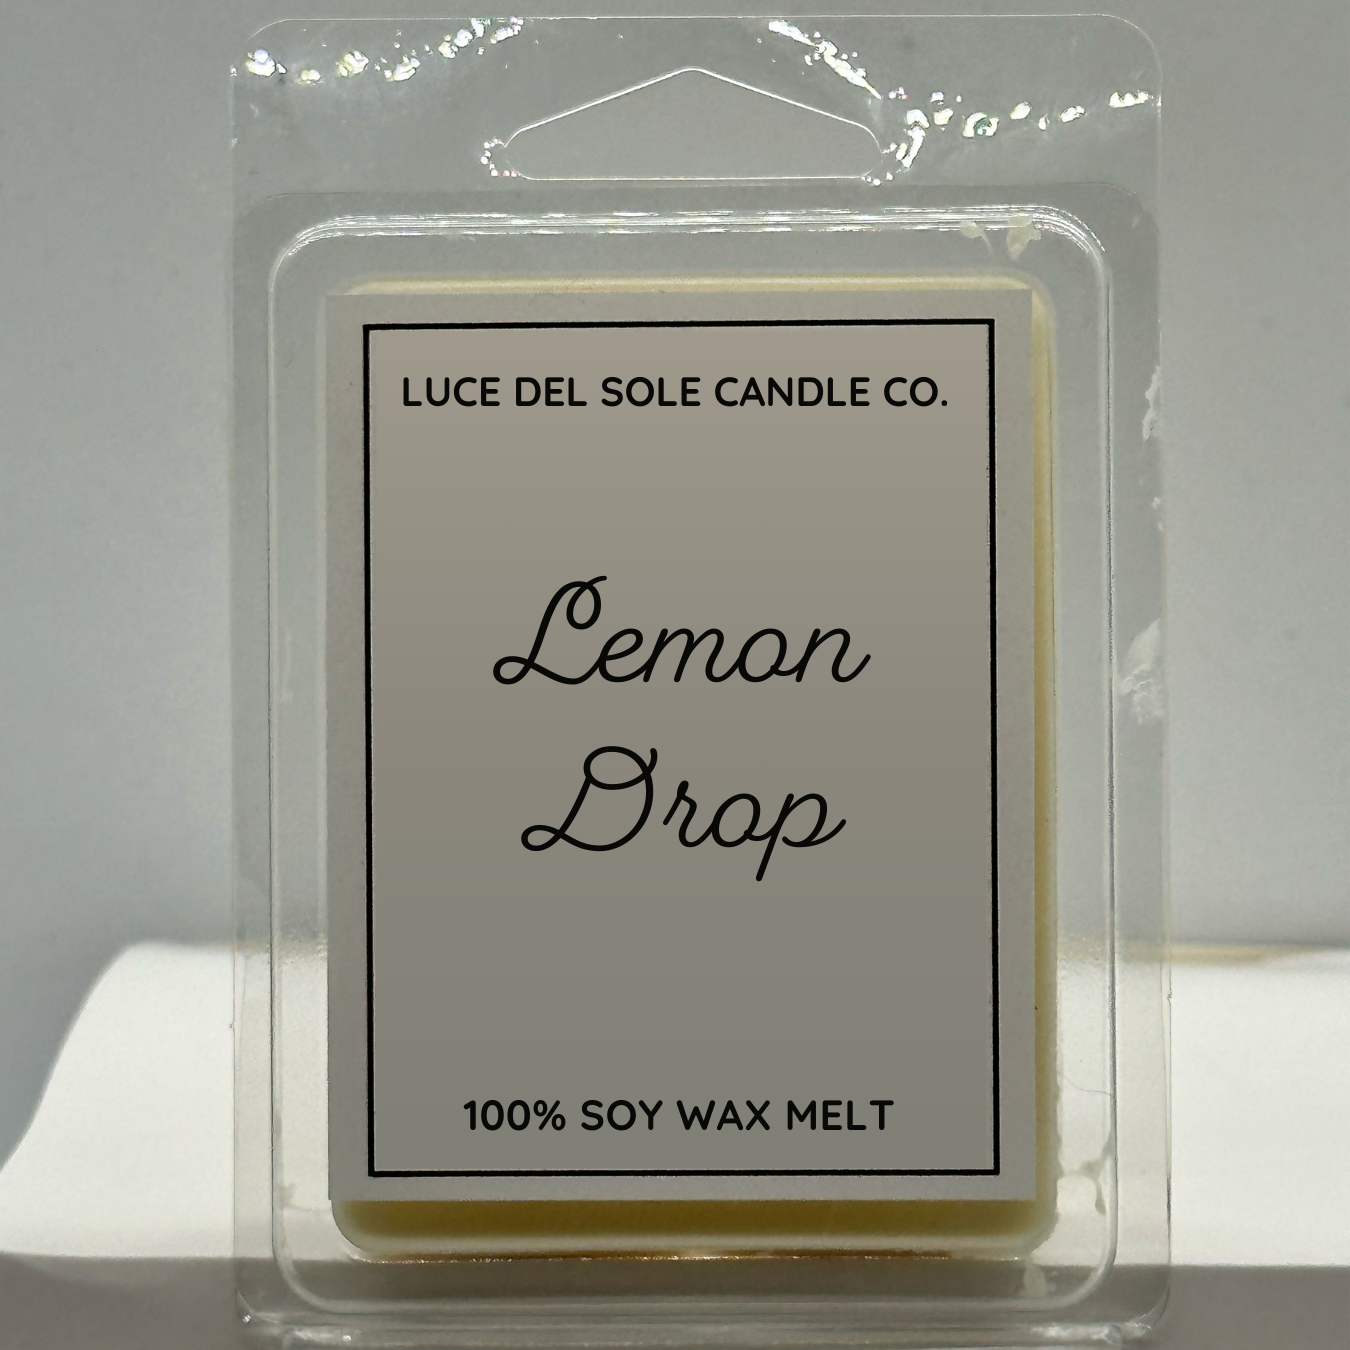 LUCE DEL SOLE CANDLE CO.
Lemon
Drop
100% SOY WAX MELT